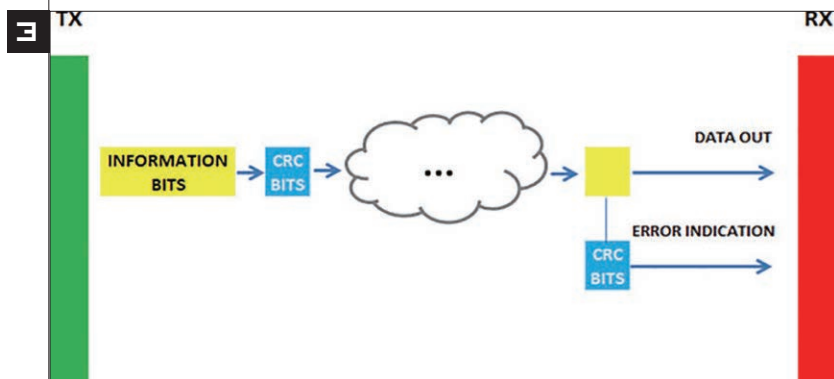 3
TX
RX
INFORMATION
BITS
CRC
BITS
...
DATA OUT
ERROR INDICATION
CRC
BITS